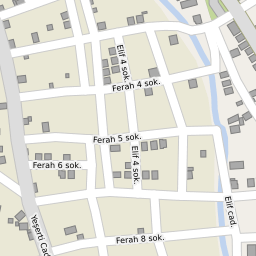 Elif 4 sok.
Ferah 4 sok.
Ferah 5 sok.
Elif 4 sok.
Ferah 6 sok.
Elif cad.
Yeşerti Cad
Ferah 8 sok.